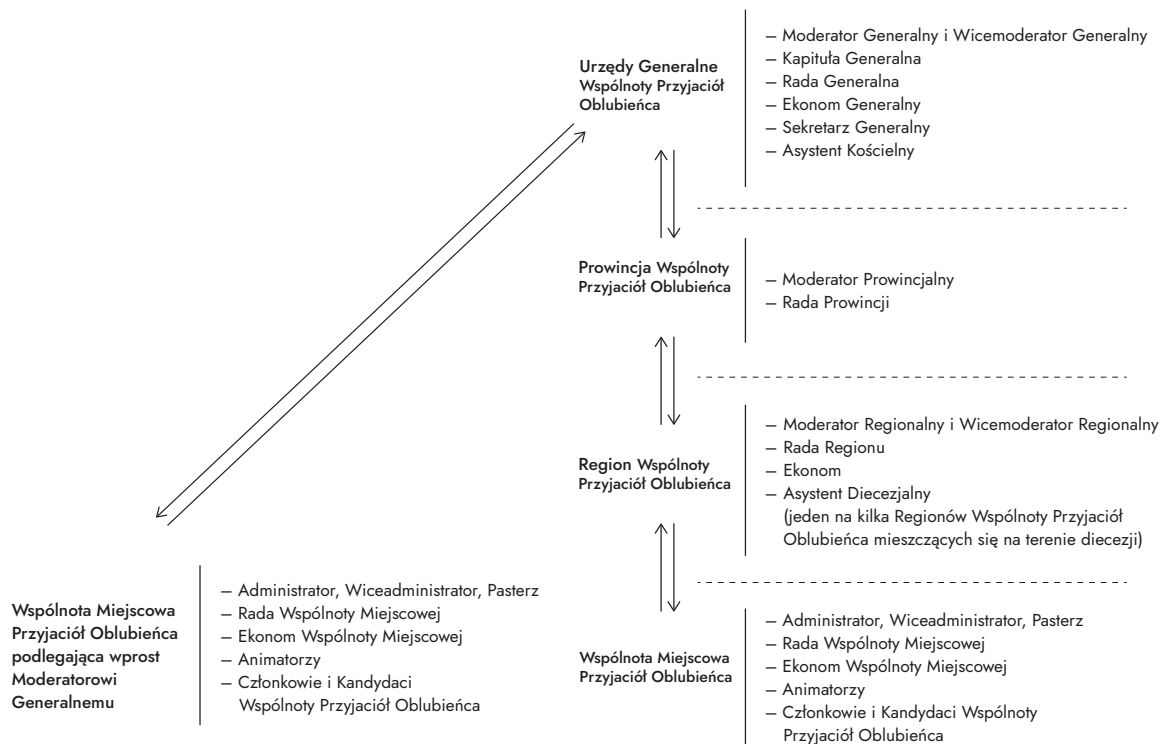 Urzędy Generalne
Wspólnoty Przyjaciół
Oblubieńca
– Moderator Generalny i Wicemoderator Generalny
– Kapituła Generalna
– Rada Generalna
– Ekonom Generalny
– Sekretarz Generalny
– Asystent Kościelny
Prowincja Wspólnoty
Przyjaciół Oblubieńca
– Moderator Prowincjalny
– Rada Prowincji
Region Wspólnoty
Przyjaciół Oblubieńca
– Moderator Regionalny i Wicemoderator Regionalny
– Rada Regionu
– Ekonom
– Asystent Diecezjalny
(jeden na kilka Regionów Wspólnoty Przyjaciół
Oblubieńca mieszczących się na terenie diecezji)
Wspólnota Miejscowa
Przyjaciół Oblubieńca
podlegająca wprost
Moderatorowi
Generalnemu
– Administrator, Wiceadministrator, Pasterz
– Rada Wspólnoty Miejscowej
– Ekonom Wspólnoty Miejscowej
– Animatorzy
– Członkowie i Kandydaci
Wspólnoty Przyjaciół Oblubieńca
Wspólnota Miejscowa
Przyjaciół Oblubieńca
– Administrator, Wiceadministrator, Pasterz
– Rada Wspólnoty Miejscowej
– Ekonom Wspólnoty Miejscowej
– Animatorzy
– Członkowie i Kandydaci Wspólnoty
Przyjaciół Oblubieńca